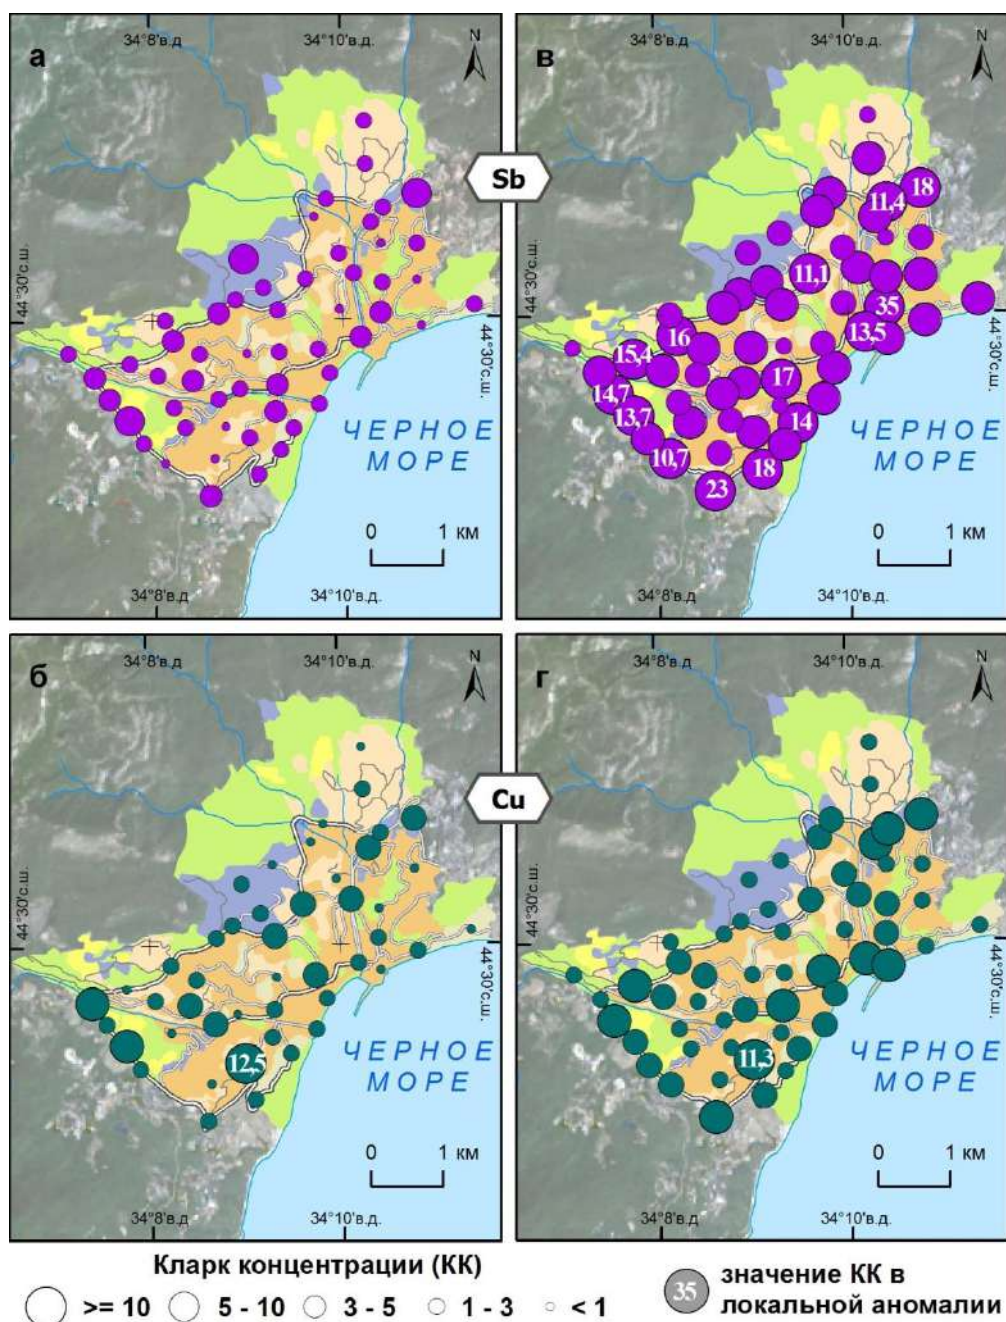 34°8'в.д
34°10'в.д.
а
N
44°30'с.ш.
44°30'с.ш.
ЧЕРНОЕ
МОРЕ
0 1 км
34°8'в.д
34°10'в.д.
Sb
34°8'в.д
34°10'в.д.
в
N
18
11,4
11,1
35
13,5
16
15,4
17
14,7
13,7
14
10,7
18
23
44°30'с.ш.
ЧЕРНОЕ
МОРЕ
0 1 км
34°8'в.д
34°10'в.д.
34°8'в.д
34°10'в.д.
б
N
44°30'с.ш.
44°30'с.ш.
12,5
ЧЕРНОЕ
МОРЕ
0 1 км
34°8'в.д
34°10'в.д.
Cu
34°8'в.д
34°10'в.д.
г
N
11,3
44°30'с.ш.
ЧЕРНОЕ
МОРЕ
0 1 км
34°8'в.д
34°10'в.д.
Кларк концентрации (КК)
>= 10 5 - 10 3 - 5 1 - 3 < 1
35 значение КК в
локальной аномалии